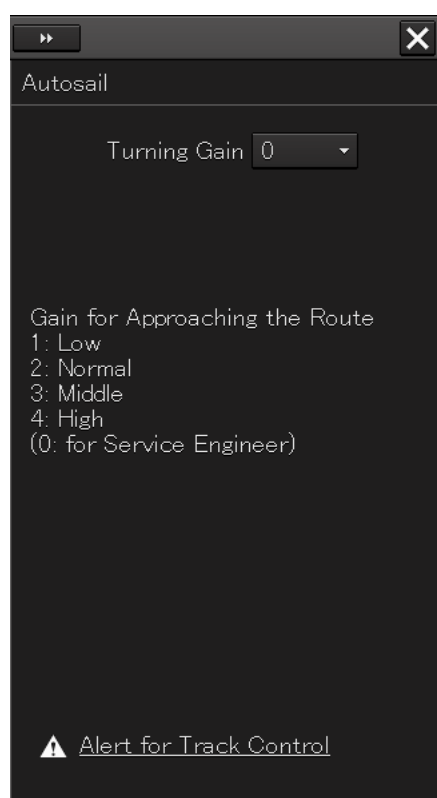 Autosail
Turning Gain 0
Gain for Approaching the Route
1: Low
2: Normal
3: Middle
4: High
(0: for Service Engineer)
Alert for Track Control